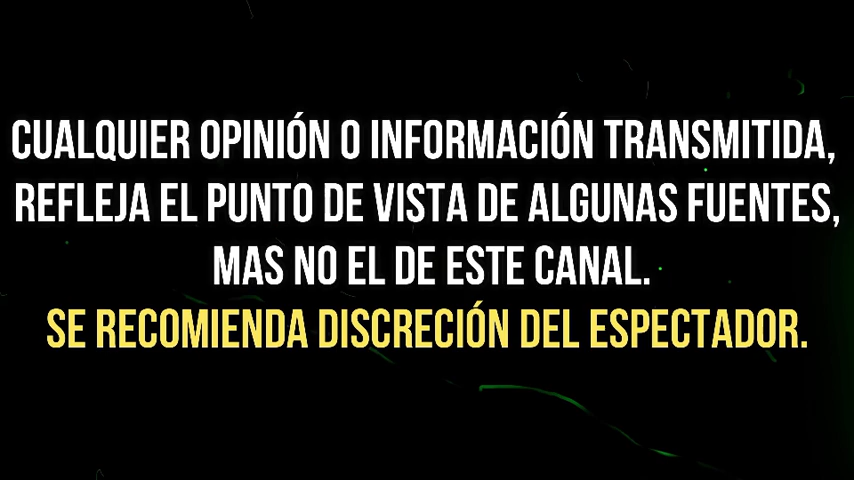 CUALQUIER OPINIÓN O INFORMACIÓN TRANSMITIDA,
REFLEJA EL PUNTO DE VISTA DE ALGUNAS FUENTES,
MAS NO EL DE ESTE CANAL.
SE RECOMIENDA DISCRECIÓN DEL ESPECTADOR.